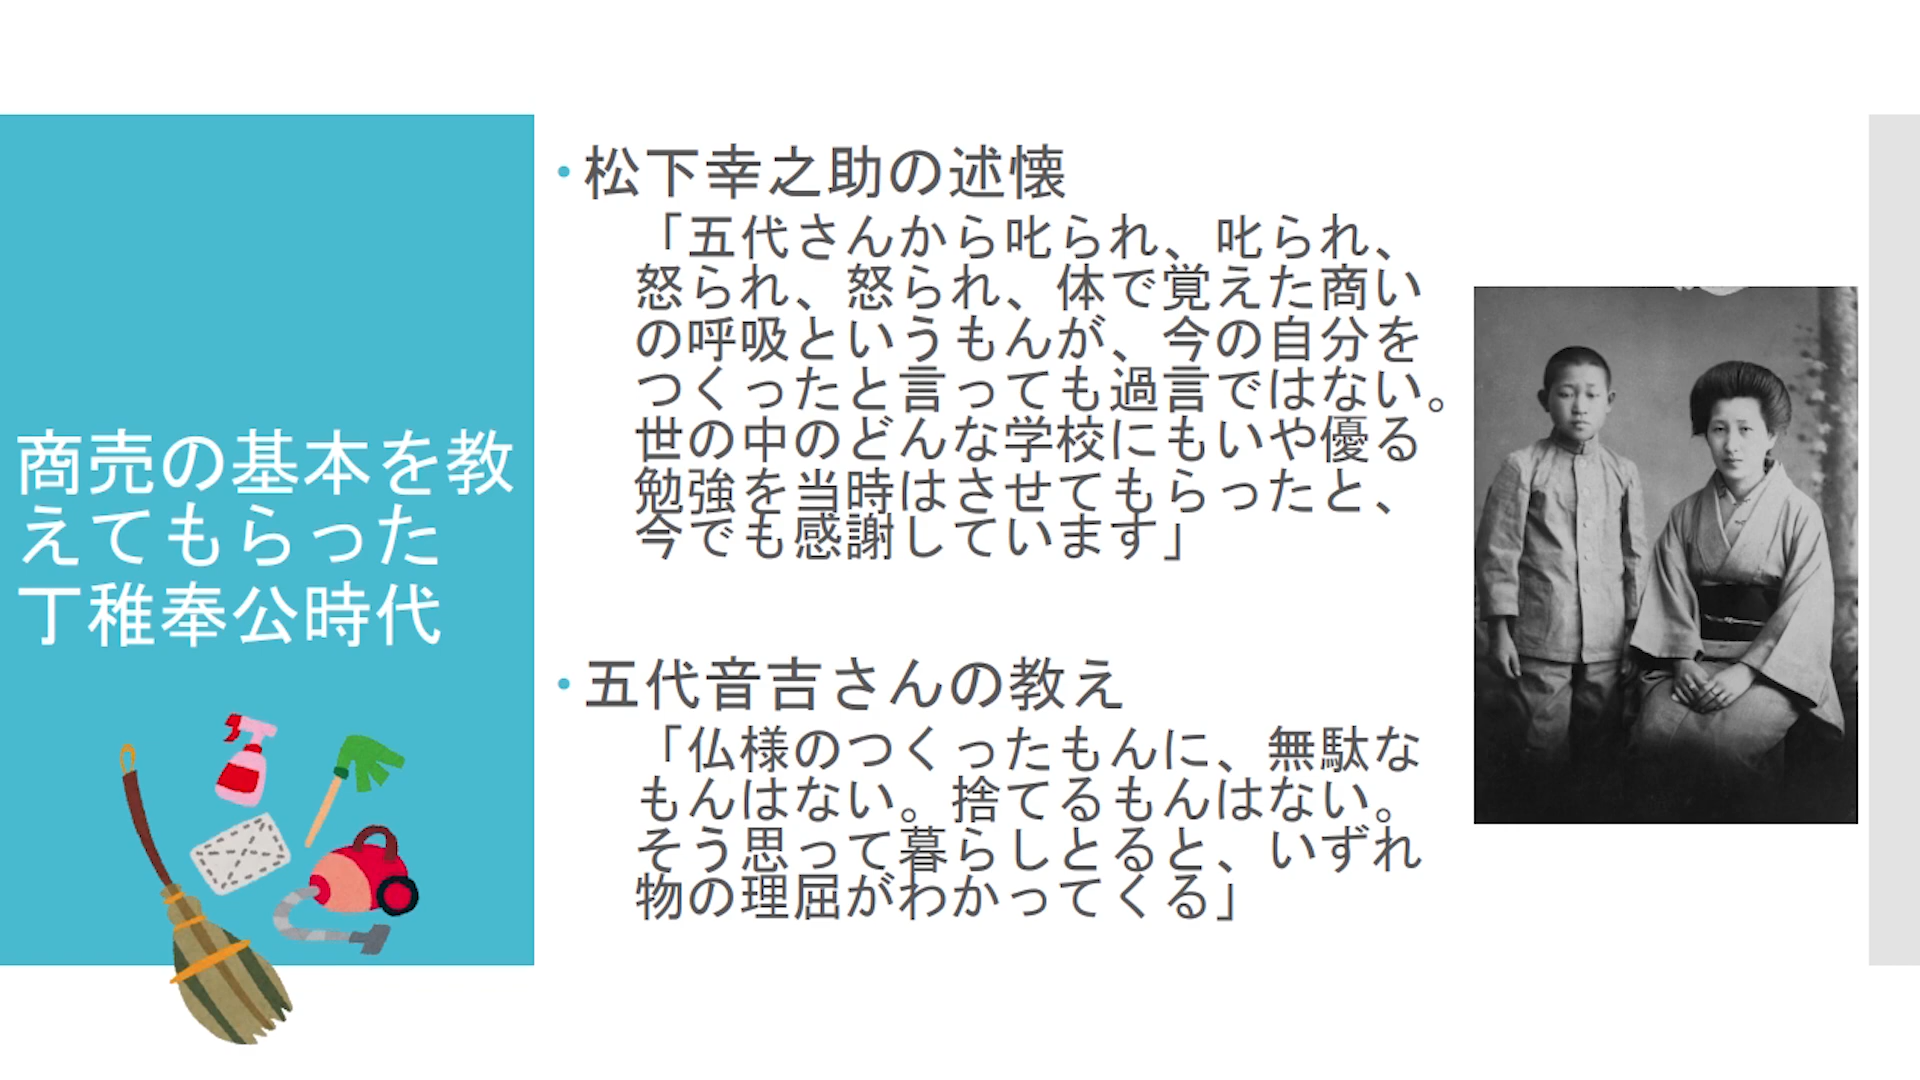 商売の基本を教
えてもらった
丁稚奉公時代
・松下幸之助の述懐
「五代さんから叱られ、叱られ、
怒られ、怒られ、体で覚えた商い
の呼吸というもんが、今の自分を
つくったと言っても過言ではない。
世の中のどんな学校にもいや優る
勉強を当時はさせてもらったと、
今でも感謝しています」
・五代音吉さんの教え
「仏様のつくったもんに、無駄な
もんはない。捨てるもんはない。
そう思って暮らしとると、いずれ
物の理屈がわかってくる」